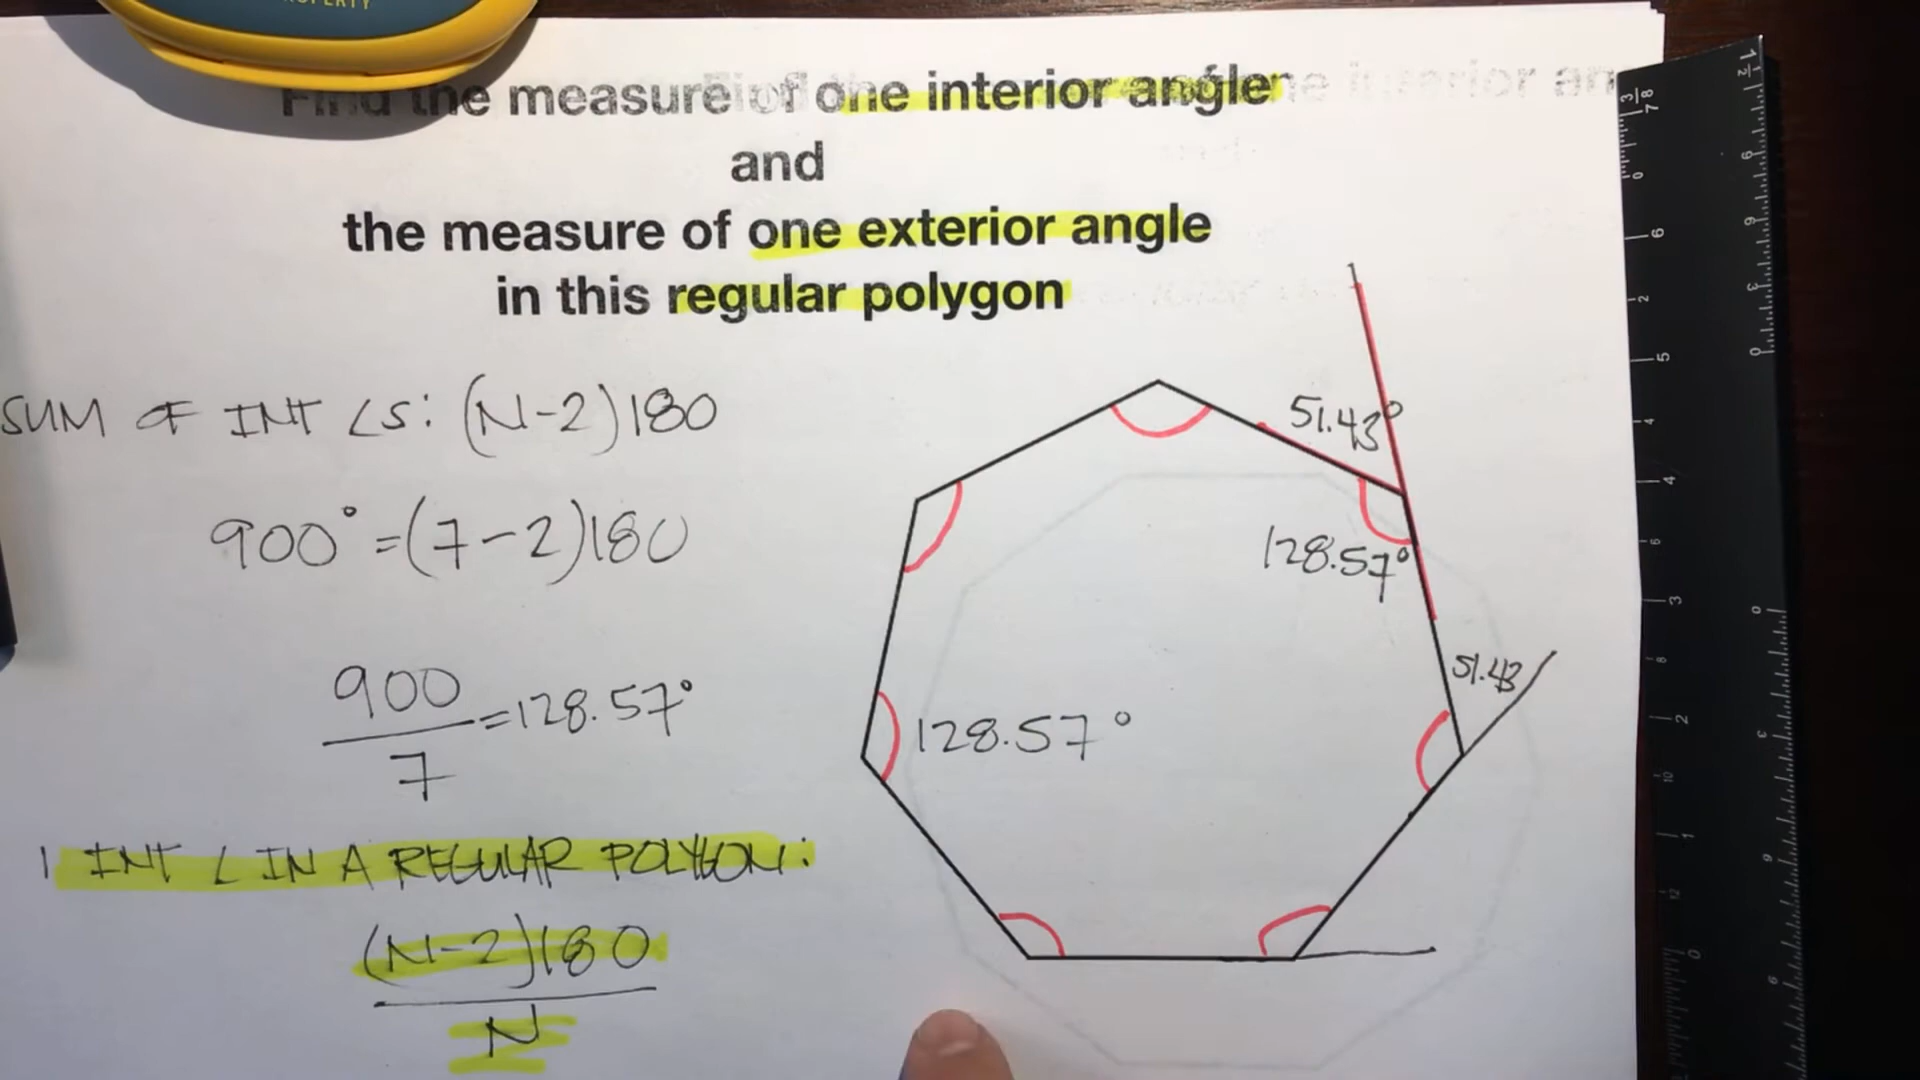 PROPERTY
Find the measure of one interior angle
and
the measure of one exterior angle
in this regular polygon
SUM OF INT ∠S: (N-2)180
900° = (7-2)180
900
7
=128.57°
1 INT ∠ IN A REGULAR POLYGON:
(N-2)180
N
51.43°
128.57°
51.43
128.57°